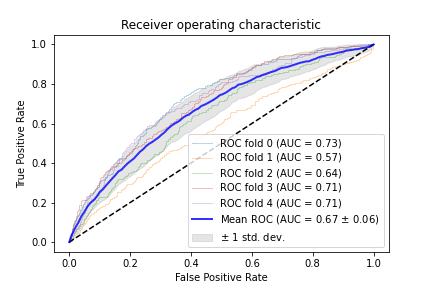 Receiver operating characteristic
True Positive Rate
1.0
0.8
0.6
0.4
0.2
0.0
ROC fold 0 (AUC = 0.73)
ROC fold 1 (AUC = 0.57)
ROC fold 2 (AUC = 0.64)
ROC fold 3 (AUC = 0.71)
ROC fold 4 (AUC = 0.71)
Mean ROC (AUC = 0.67 ± 0.06)
± 1 std. dev.
0.0 0.2 0.4 0.6 0.8 1.0
False Positive Rate